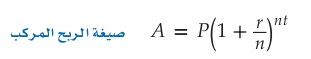 صيغة الربح المركب A = P(1 + r/n)^nt